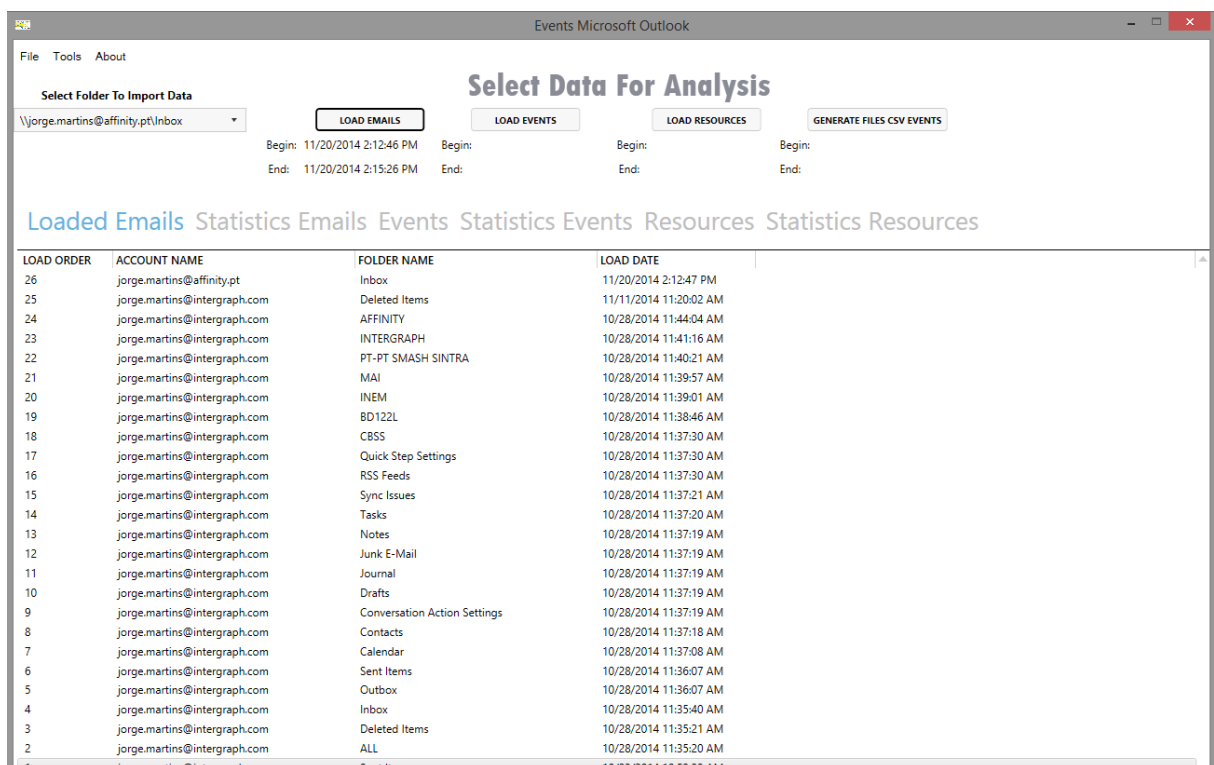 Events Microsoft Outlook
File Tools About
Select Data For Analysis
Select Folder To Import Data
\\jorge.martins@affinity.pt\Inbox LOAD EMAILS LOAD EVENTS LOAD RESOURCES GENERATE FILES CSV EVENTS
Begin: 11/20/2014 2:12:46 PM Begin: Begin: Begin:
End: 11/20/2014 2:15:26 PM End: End: End:
Loaded Emails Statistics Emails Events Statistics Events Resources Statistics Resources
LOAD ORDER ACCOUNT NAME FOLDER NAME LOAD DATE
26 jorge.martins@affinity.pt Inbox 11/20/2014 2:12:47 PM
25 jorge.martins@intergraph.com Deleted Items 11/11/2014 11:20:02 AM
24 jorge.martins@intergraph.com AFFINITY 10/28/2014 11:44:04 AM
23 jorge.martins@intergraph.com INTERGRAPH 10/28/2014 11:41:16 AM
22 jorge.martins@intergraph.com PT-PT SMASH SINTRA 10/28/2014 11:40:21 AM
21 jorge.martins@intergraph.com MAI 10/28/2014 11:39:57 AM
20 jorge.martins@intergraph.com INEM 10/28/2014 11:39:01 AM
19 jorge.martins@intergraph.com BD122L 10/28/2014 11:38:46 AM
18 jorge.martins@intergraph.com CBSS 10/28/2014 11:37:30 AM
17 jorge.martins@intergraph.com Quick Step Settings 10/28/2014 11:37:30 AM
16 jorge.martins@intergraph.com RSS Feeds 10/28/2014 11:37:30 AM
15 jorge.martins@intergraph.com Sync Issues 10/28/2014 11:37:21 AM
14 jorge.martins@intergraph.com Tasks 10/28/2014 11:37:20 AM
13 jorge.martins@intergraph.com Notes 10/28/2014 11:37:19 AM
12 jorge.martins@intergraph.com Junk E-Mail 10/28/2014 11:37:19 AM
11 jorge.martins@intergraph.com Journal 10/28/2014 11:37:19 AM
10 jorge.martins@intergraph.com Drafts 10/28/2014 11:37:19 AM
9 jorge.martins@intergraph.com Conversation Action Settings 10/28/2014 11:37:19 AM
8 jorge.martins@intergraph.com Contacts 10/28/2014 11:37:18 AM
7 jorge.martins@intergraph.com Calendar 10/28/2014 11:37:08 AM
6 jorge.martins@intergraph.com Sent Items 10/28/2014 11:36:07 AM
5 jorge.martins@intergraph.com Outbox 10/28/2014 11:36:07 AM
4 jorge.martins@intergraph.com Inbox 10/28/2014 11:35:40 AM
3 jorge.martins@intergraph.com Deleted Items 10/28/2014 11:35:21 AM
2 jorge.martins@intergraph.com ALL 10/28/2014 11:35:20 AM